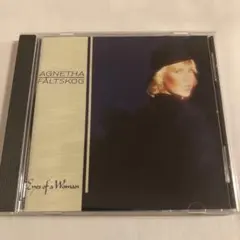 AGNETHA
FÄLTSKOG
Eyes of a Woman